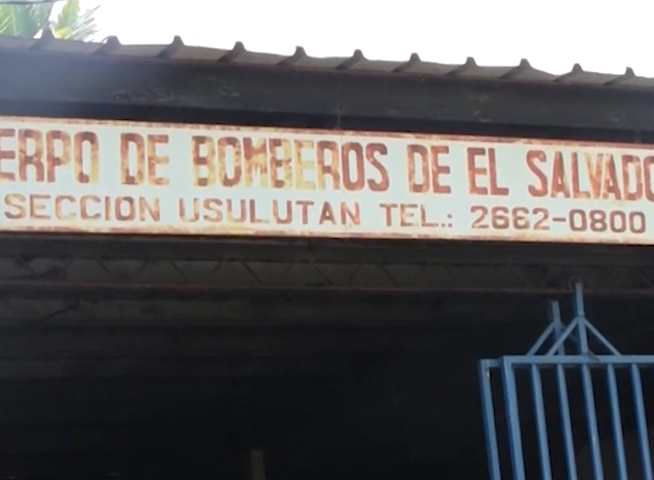 ERPO DE BOMBEROS DE EL SALVADO
SECCION USULUTAN TEL.: 2662-0800